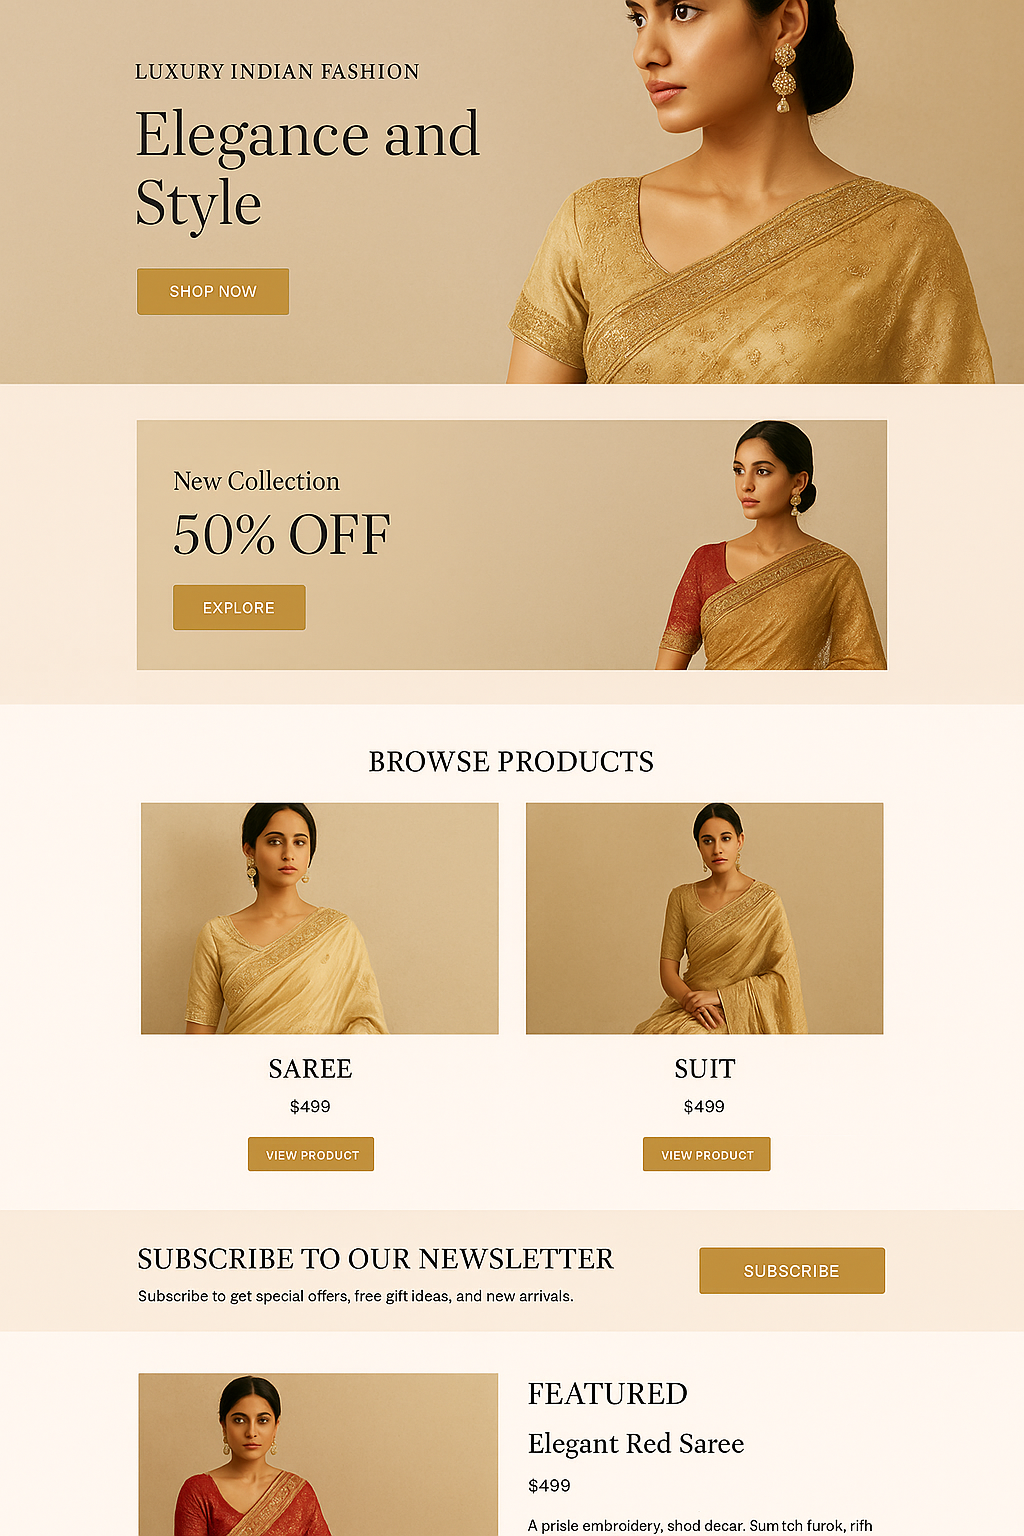 LUXURY INDIAN FASHION
Elegance and
Style
SHOP NOW
New Collection
50% OFF
EXPLORE
BROWSE PRODUCTS
SAREE
$499
VIEW PRODUCT
SUIT
$499
VIEW PRODUCT
SUBSCRIBE TO OUR NEWSLETTER
Subscribe to get special offers, free gift ideas, and new arrivals.
SUBSCRIBE
FEATURED
Elegant Red Saree
$499
A prisle embroidery, shod decar. Sum tch furok, rifh